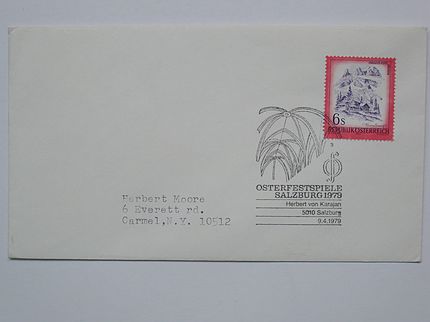 6s
REPUBLIK ÖSTERREICH
OSTERFESTSPIELE
SALZBURG 1979
Herbert von Karajan
5010 Salzburg
9.4.1979
Herbert Moore
6 Everett rd.
Carmel,N.Y. 10512